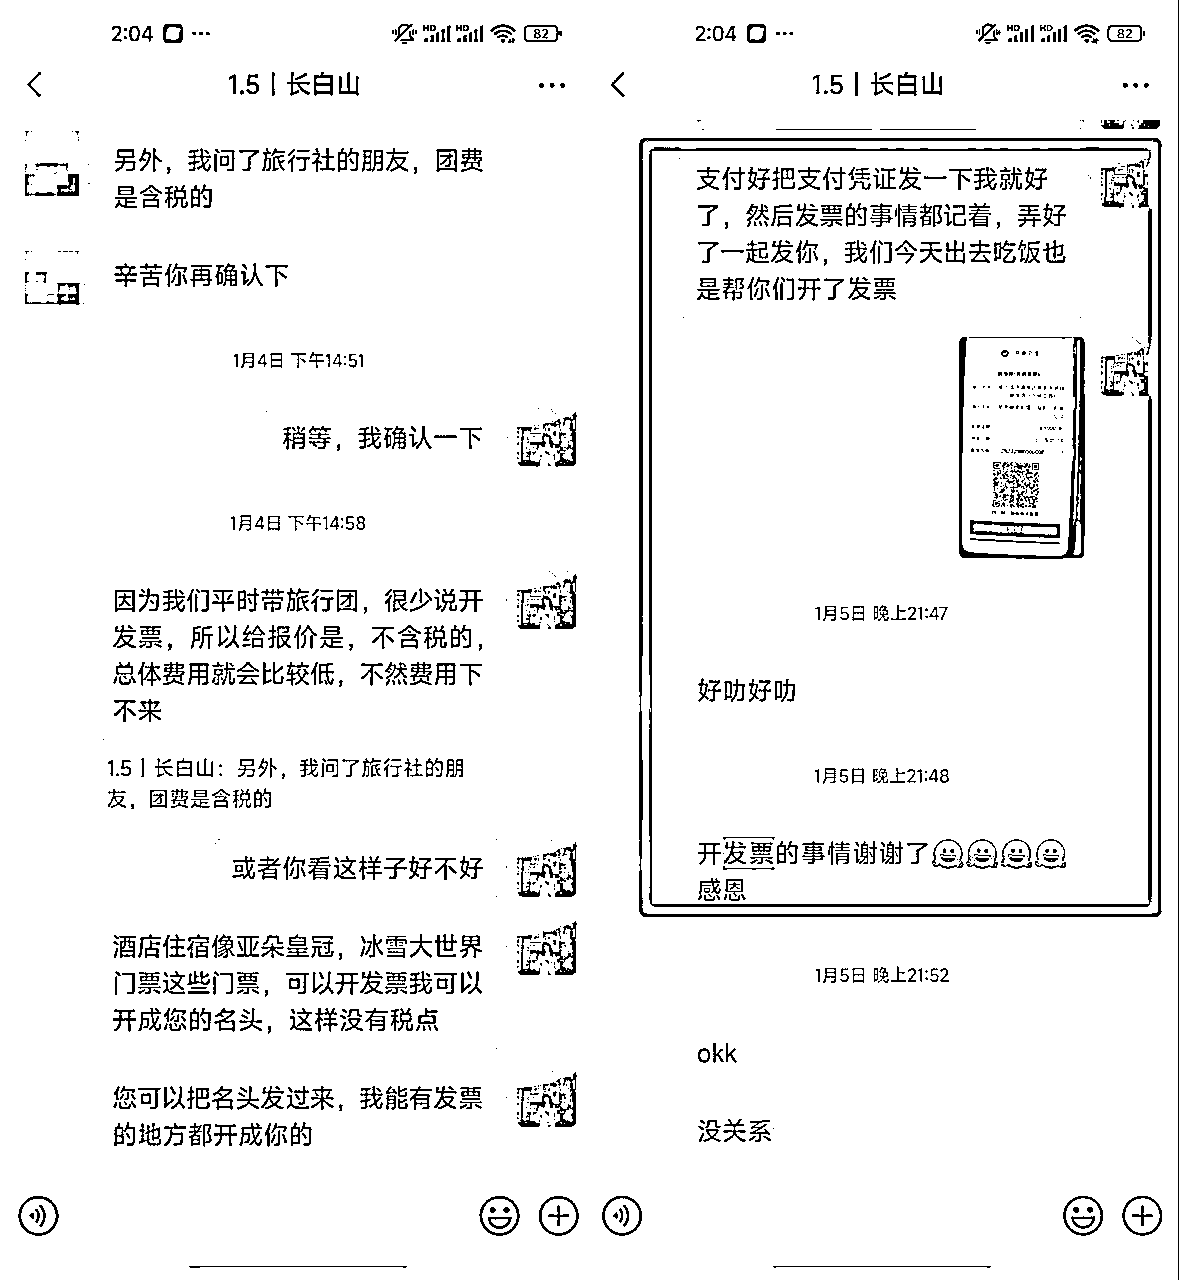 2:04 ···
HD HD 82
1.5丨长白山
另外，我问了旅行社的朋友，团费
是含税的
辛苦你再确认下
1月4日 下午14:51
稍等，我确认一下
1月4日 下午14:58
因为我们平时带旅行团，很少说开
发票，所以给报价是，不含税的，
总体费用就会比较低，不然费用下
不来
1.5丨长白山：另外，我问了旅行社的朋
友，团费是含税的
或者你看这样子好不好
酒店住宿像亚朵皇冠，冰雪大世界
门票这些门票，可以开发票我可以
开成您的名头，这样没有税点
您可以把名头发过来，我能有发票
的地方都开成你的
2:04 ···
HD HD 82
1.5丨长白山
支付好把支付凭证发一下我就好
了，然后发票的事情都记着，弄好
了一起发你，我们今天出去吃饭也
是帮你们开了发票
1月5日 晚上21:47
好叻好叻
1月5日 晚上21:48
开发票的事情谢谢了
感恩
1月5日 晚上21:52
okk
没关系